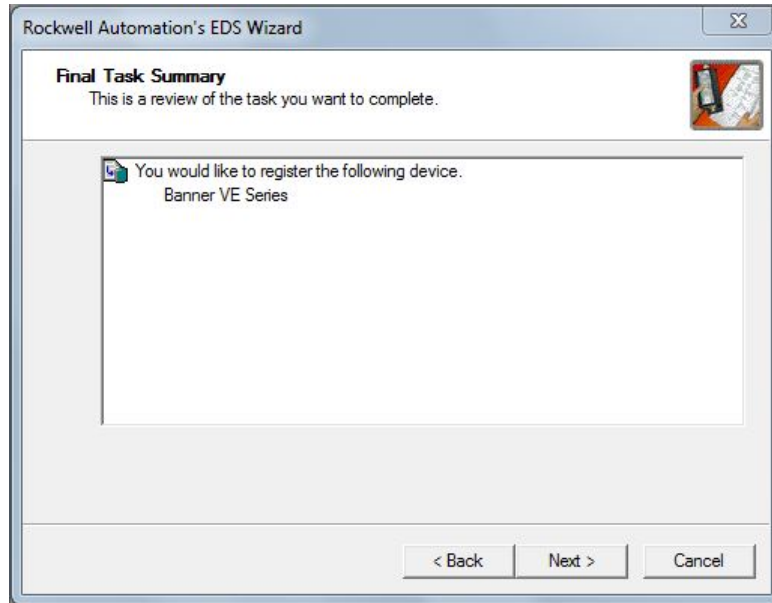 Rockwell Automation's EDS Wizard
Final Task Summary
This is a review of the task you want to complete.
You would like to register the following device.
Banner VE Series
< Back
Next >
Cancel